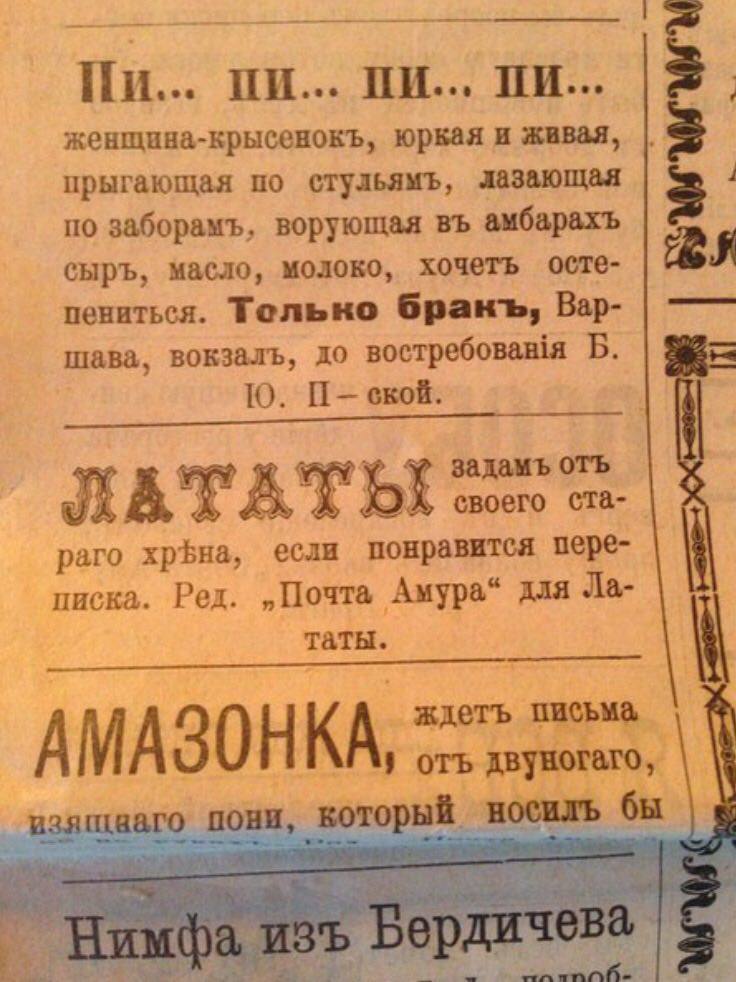 Пи... пи... пи... пи...
женщина-крысенокъ, юркая и живая,
прыгающая по стульямъ, лазающая
по заборамъ, ворующая въ амбарахъ
сыръ, масло, молоко, хочетъ осте-
пениться. Только бракъ, Вар-
шава, вокзалъ, до востребованія Б.
Ю. П—ской.
ЛАТАТЫ задамъ отъ
своего ста-
раго хрѣна, если понравится пере-
писка. Ред. „Почта Амура“ для Ла-
таты.
АМАЗОНКА, ждетъ письма
отъ двуногаго,
изящнаго пони, который носилъ бы
Нимфа изъ Бердичева
подроб-